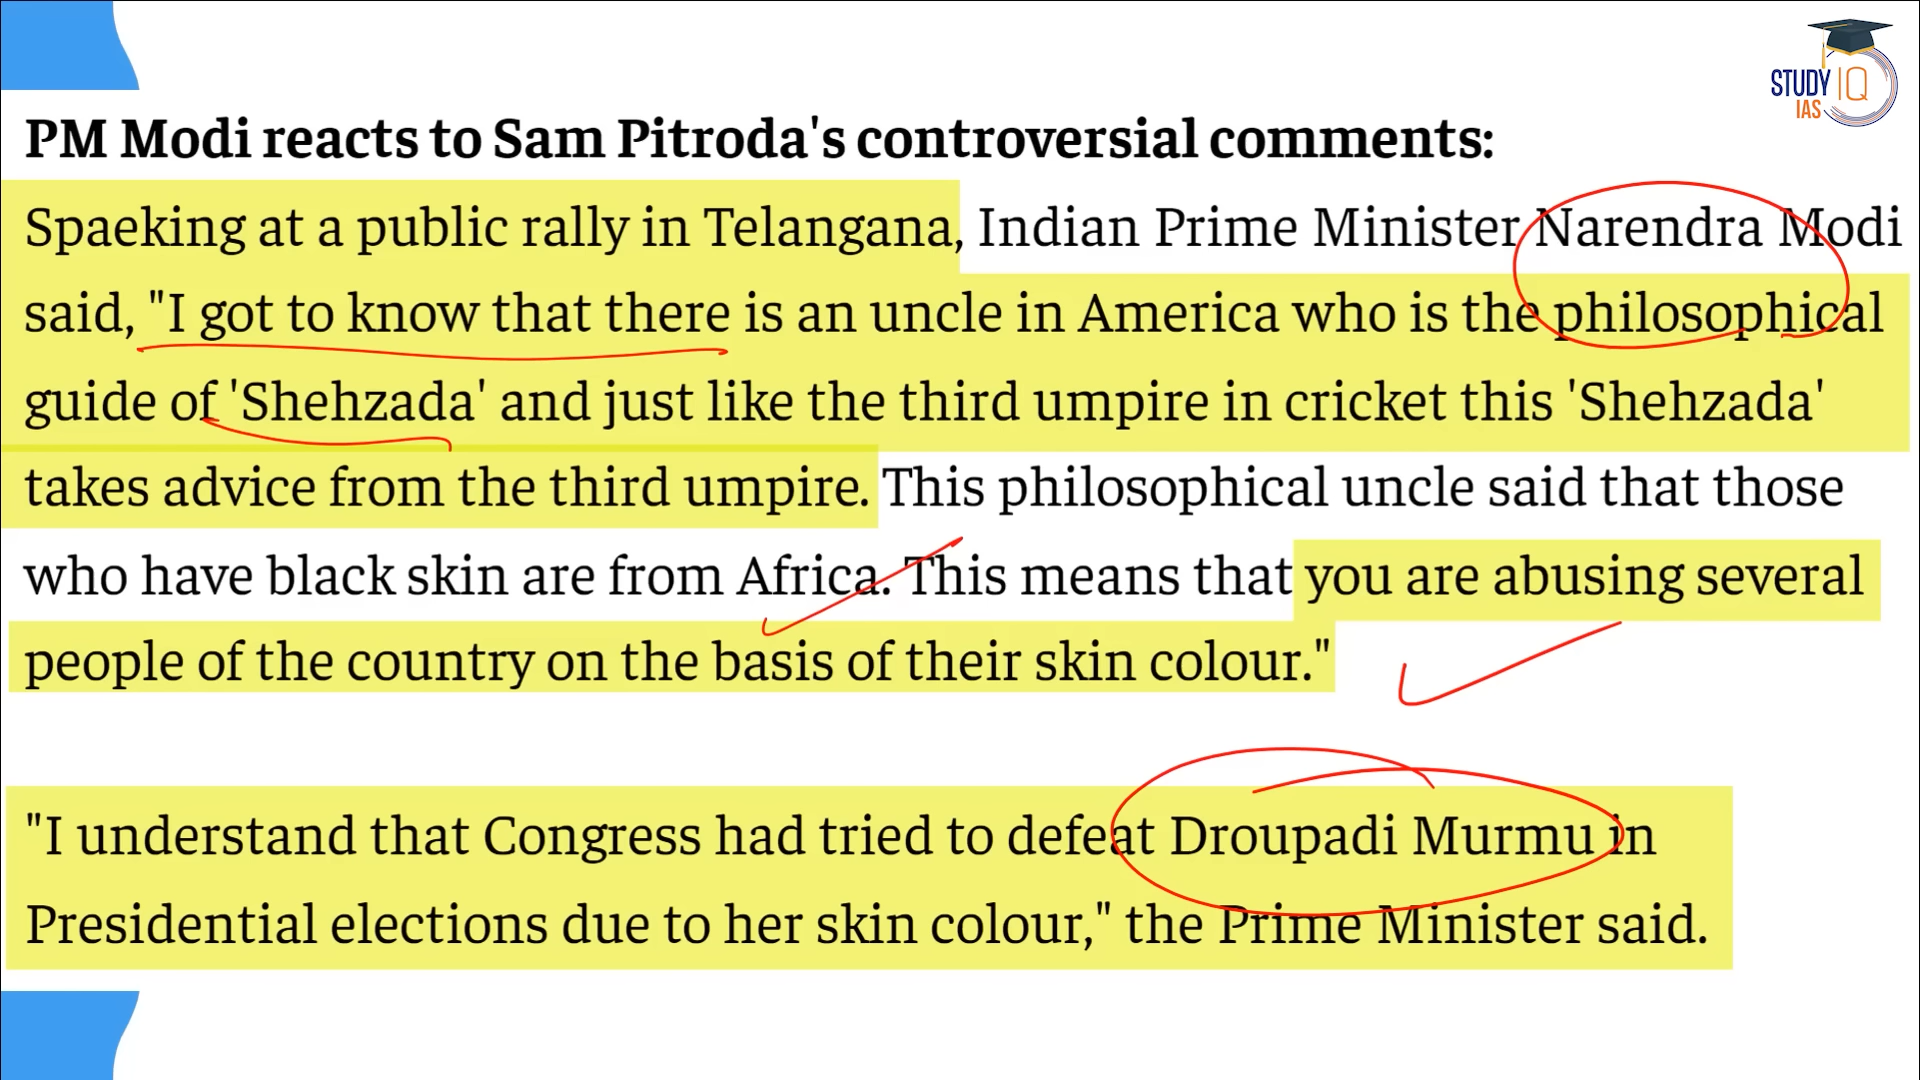 STUDY IQ
IAS
PM Modi reacts to Sam Pitroda's controversial comments:
Spaeking at a public rally in Telangana, Indian Prime Minister Narendra Modi
said, "I got to know that there is an uncle in America who is the philosophical
guide of 'Shehzada' and just like the third umpire in cricket this 'Shehzada'
takes advice from the third umpire. This philosophical uncle said that those
who have black skin are from Africa. This means that you are abusing several
people of the country on the basis of their skin colour."
"I understand that Congress had tried to defeat Droupadi Murmu in
Presidential elections due to her skin colour," the Prime Minister said.